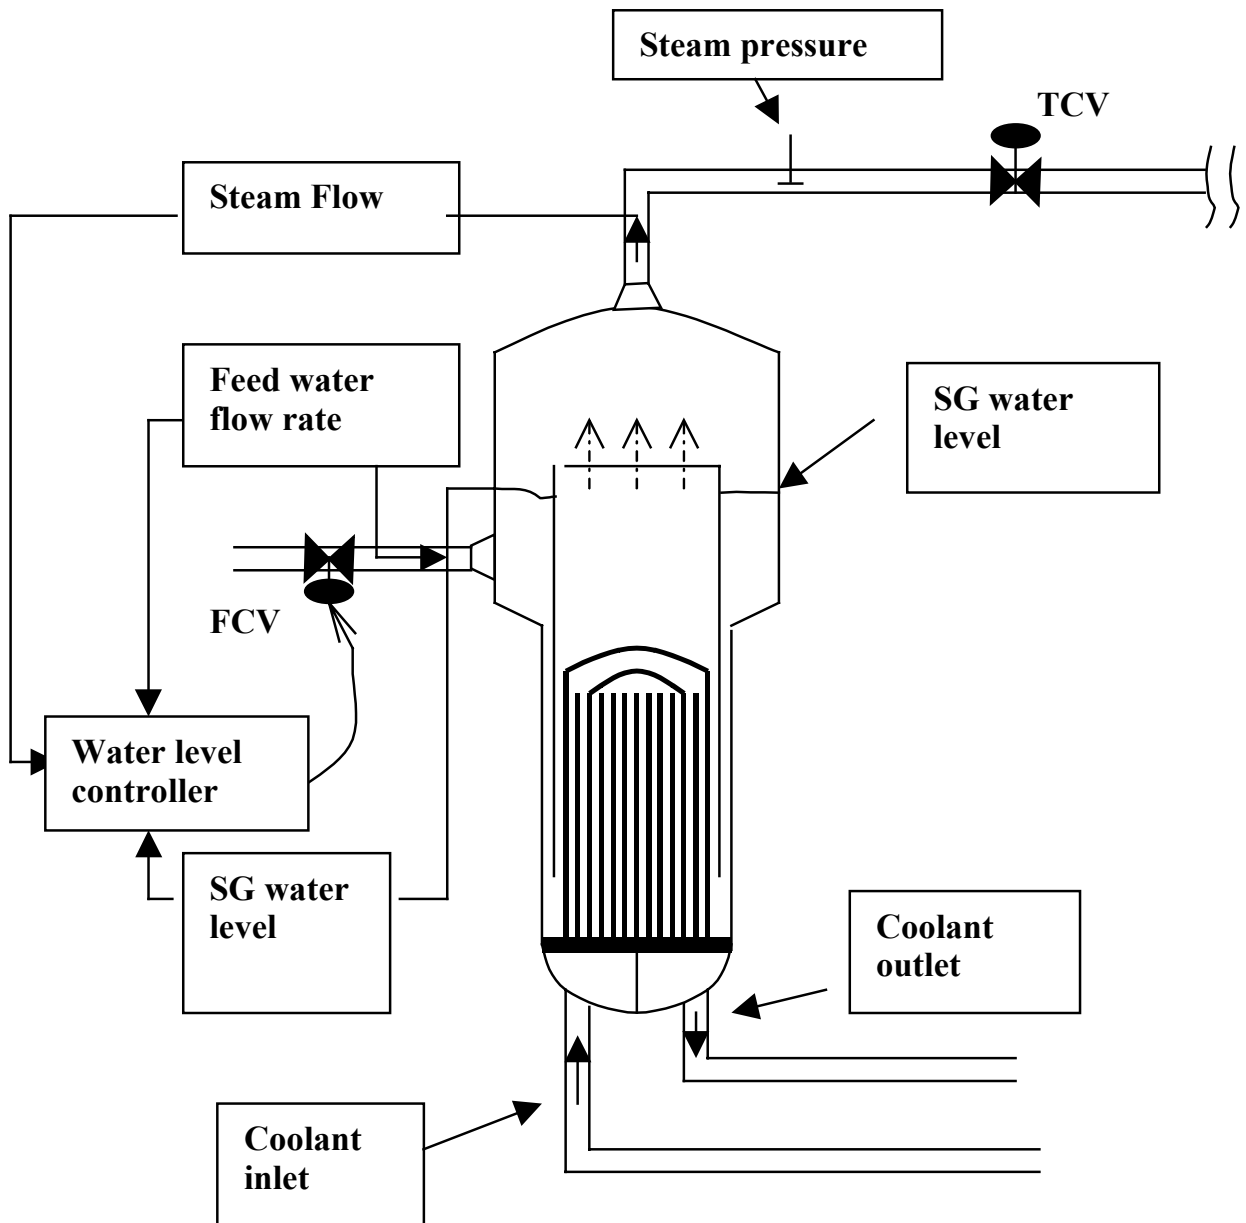 Steam pressure
TCV
Steam Flow
Feed water
flow rate
SG water
level
FCV
Water level
controller
SG water
level
Coolant
outlet
Coolant
inlet